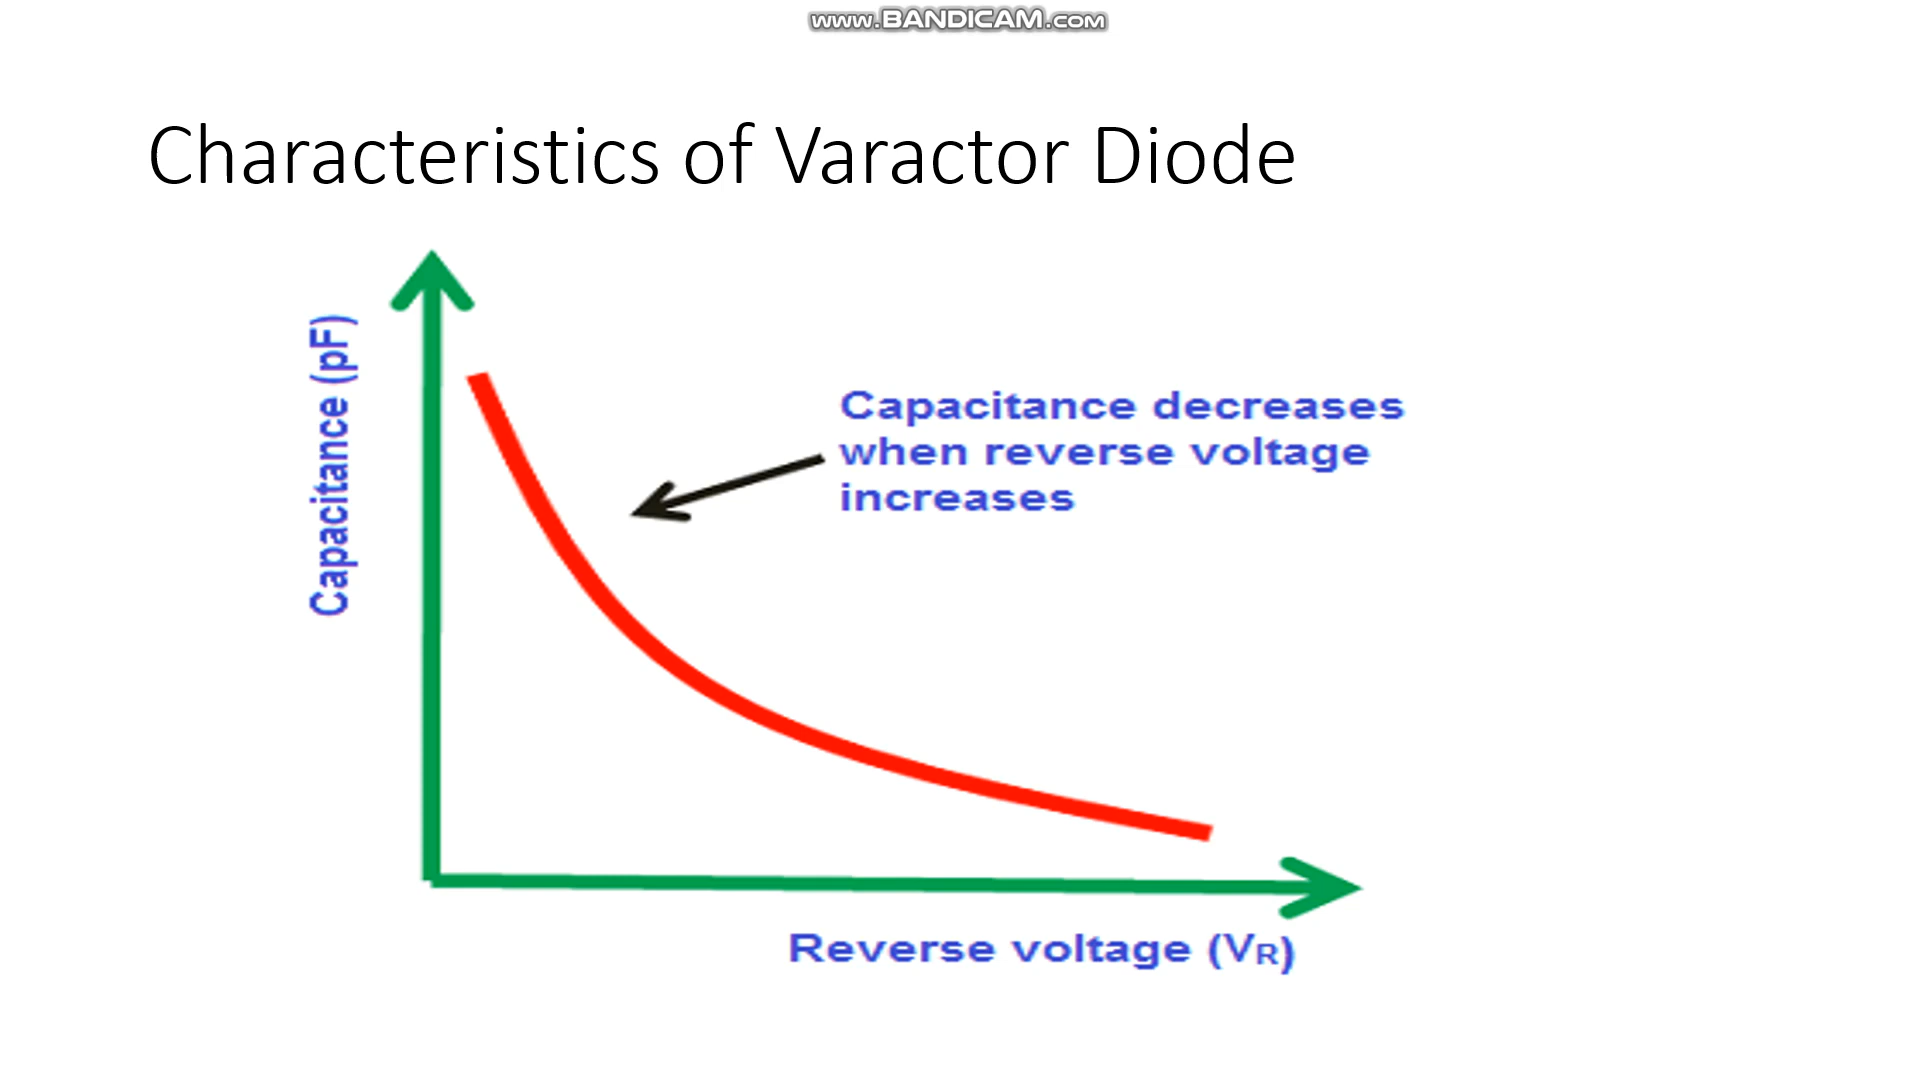 www.BANDICAM.com
Characteristics of Varactor Diode
Capacitance (pF)
Capacitance decreases
when reverse voltage
increases
Reverse voltage (VR)